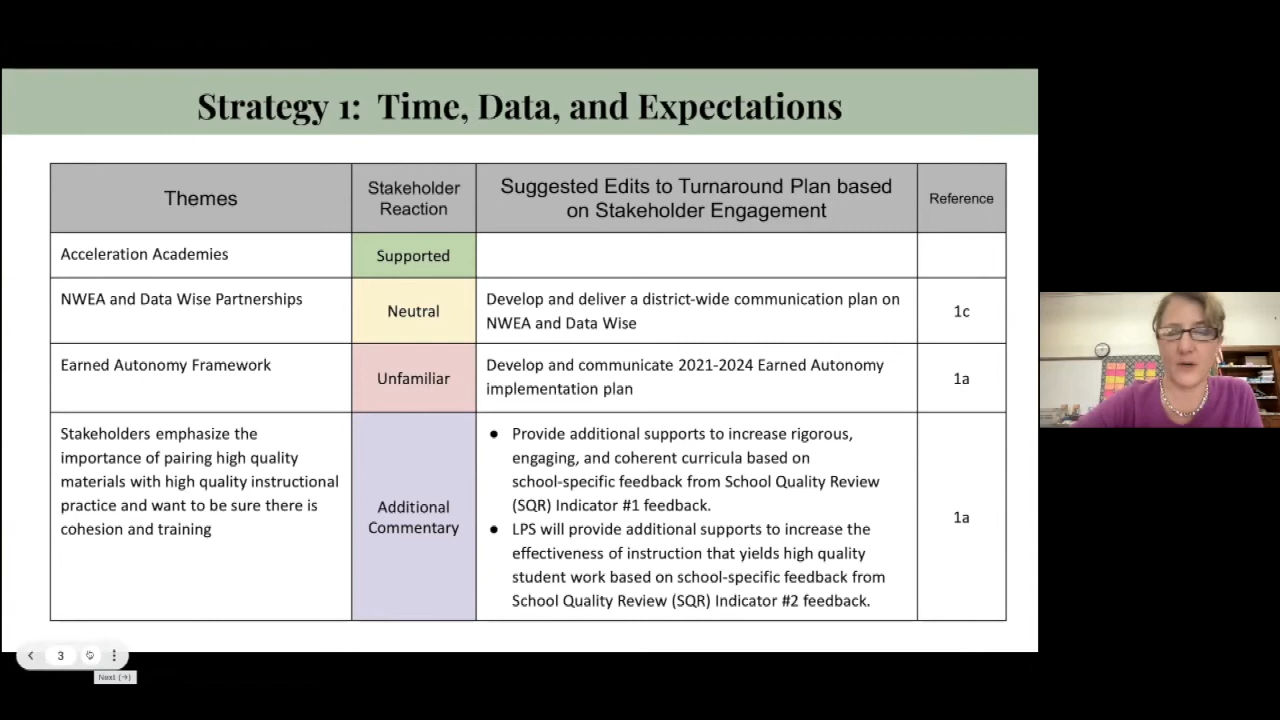 Strategy 1: Time, Data, and Expectations
Themes
Stakeholder
Reaction
Suggested Edits to Turnaround Plan based
on Stakeholder Engagement
Reference
Acceleration Academies
Supported
NWEA and Data Wise Partnerships
Neutral
Develop and deliver a district-wide communication plan on
NWEA and Data Wise
1c
Earned Autonomy Framework
Unfamiliar
Develop and communicate 2021-2024 Earned Autonomy
implementation plan
1a
Stakeholders emphasize the
importance of pairing high quality
materials with high quality instructional
practice and want to be sure there is
cohesion and training
Additional
Commentary
● Provide additional supports to increase rigorous,
engaging, and coherent curricula based on
school-specific feedback from School Quality Review
(SQR) Indicator #1 feedback.
● LPS will provide additional supports to increase the
effectiveness of instruction that yields high quality
student work based on school-specific feedback from
School Quality Review (SQR) Indicator #2 feedback.
1a
3
Next (→)